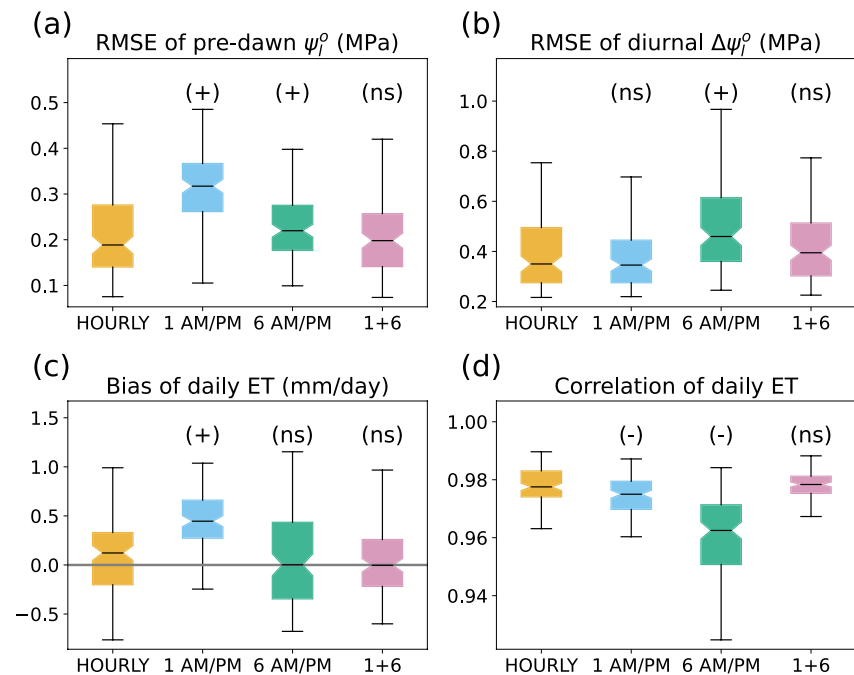 (a)
RMSE of pre-dawn ψₗᵒ (MPa)
(+) (+) (ns)
0.5
0.4
0.3
0.2
0.1
HOURLY 1 AM/PM 6 AM/PM 1+6
(b)
RMSE of diurnal Δψₗᵒ (MPa)
(ns) (+) (ns)
1.0
0.8
0.6
0.4
0.2
HOURLY 1 AM/PM 6 AM/PM 1+6
(c)
Bias of daily ET (mm/day)
(+) (ns) (ns)
1.5
1.0
0.5
0.0
−0.5
HOURLY 1 AM/PM 6 AM/PM 1+6
(d)
Correlation of daily ET
(-) (-) (ns)
1.00
0.98
0.96
0.94
HOURLY 1 AM/PM 6 AM/PM 1+6